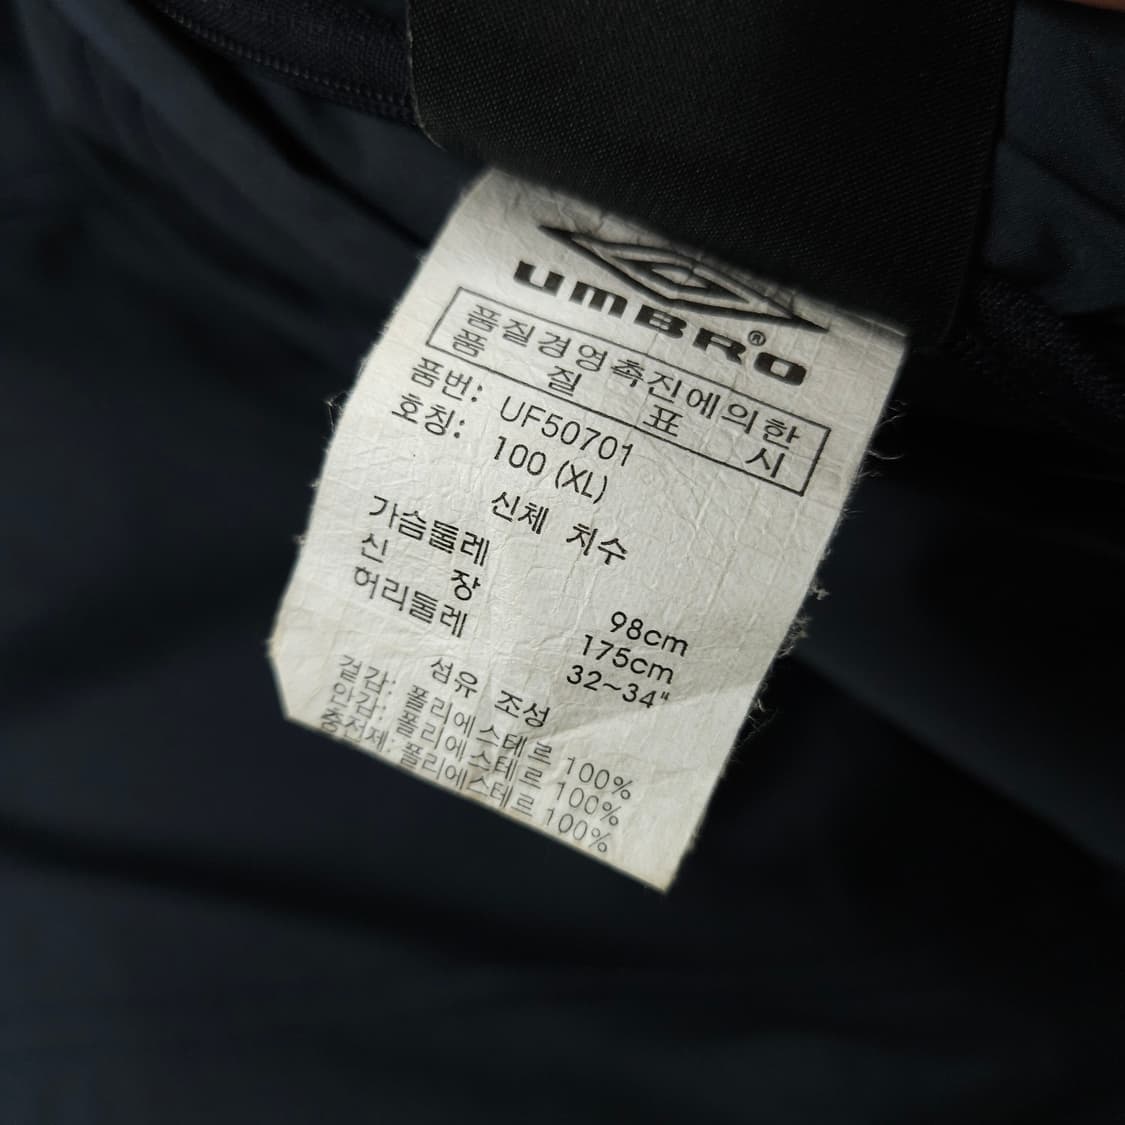 UMBRO®
품질경영촉진에의한
품 질 표 시
품번: UF50701
호칭: 100 (XL)
신체 치수
가슴둘레 98cm
신 장 175cm
허리둘레 32~34"
섬유 조성
겉감: 폴리에스테르 100%
안감: 폴리에스테르 100%
충전제: 폴리에스테르 100%